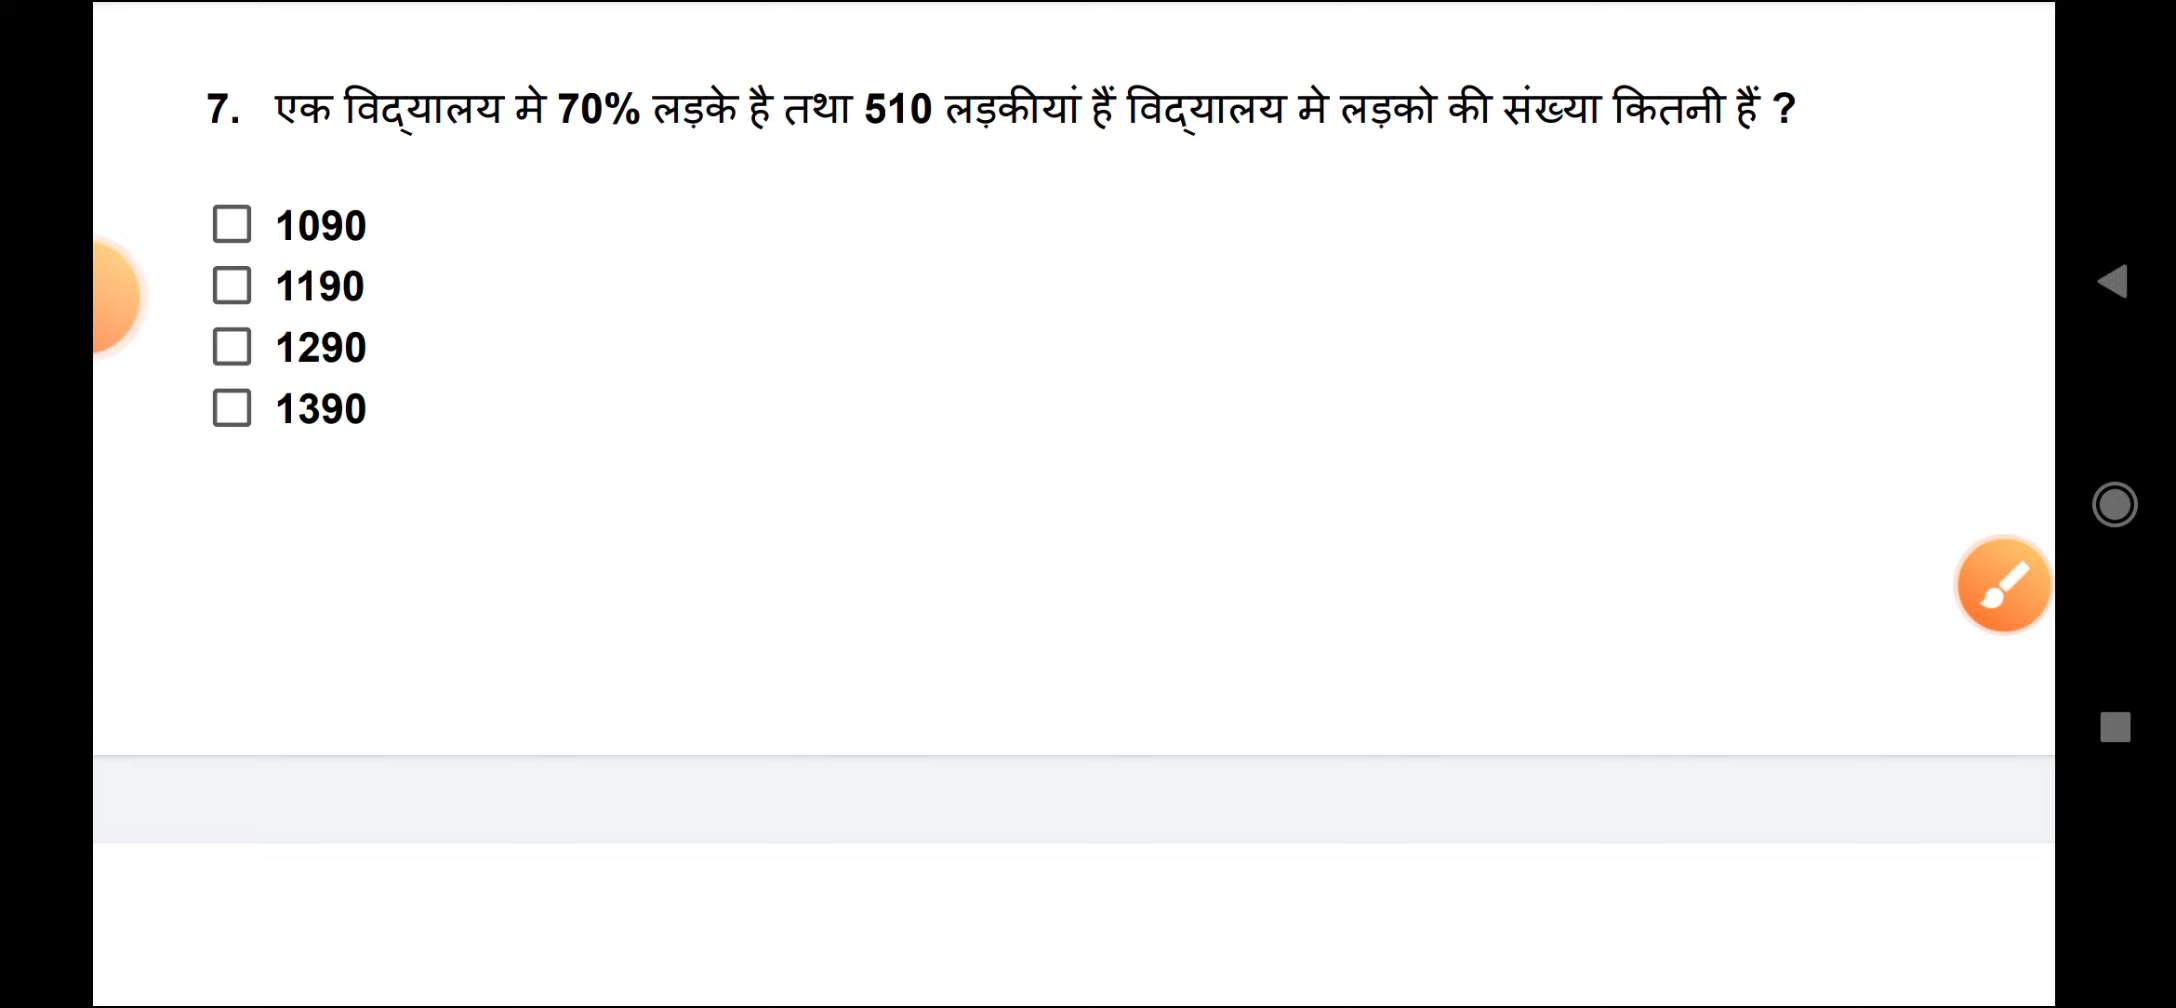 7. एक विद्‌यालय मे 70% लड़के है तथा 510 लड़कीयां हैं विद्‌यालय मे लड़को की संख्या कितनी हैं ?
1090
1190
1290
1390